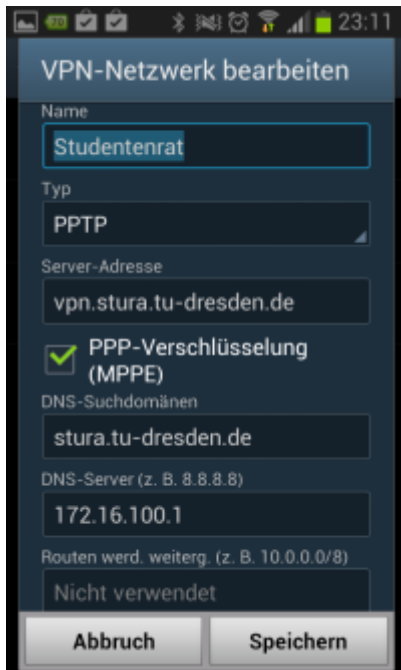 23:11
VPN-Netzwerk bearbeiten
Name
Studentenrat
Typ
PPTP
Server-Adresse
vpn.stura.tu-dresden.de
PPP-Verschlüsselung
(MPPE)
DNS-Suchdomänen
stura.tu-dresden.de
DNS-Server (z. B. 8.8.8.8)
172.16.100.1
Routen werd. weiterg. (z. B. 10.0.0.0/8)
Nicht verwendet
Abbruch
Speichern